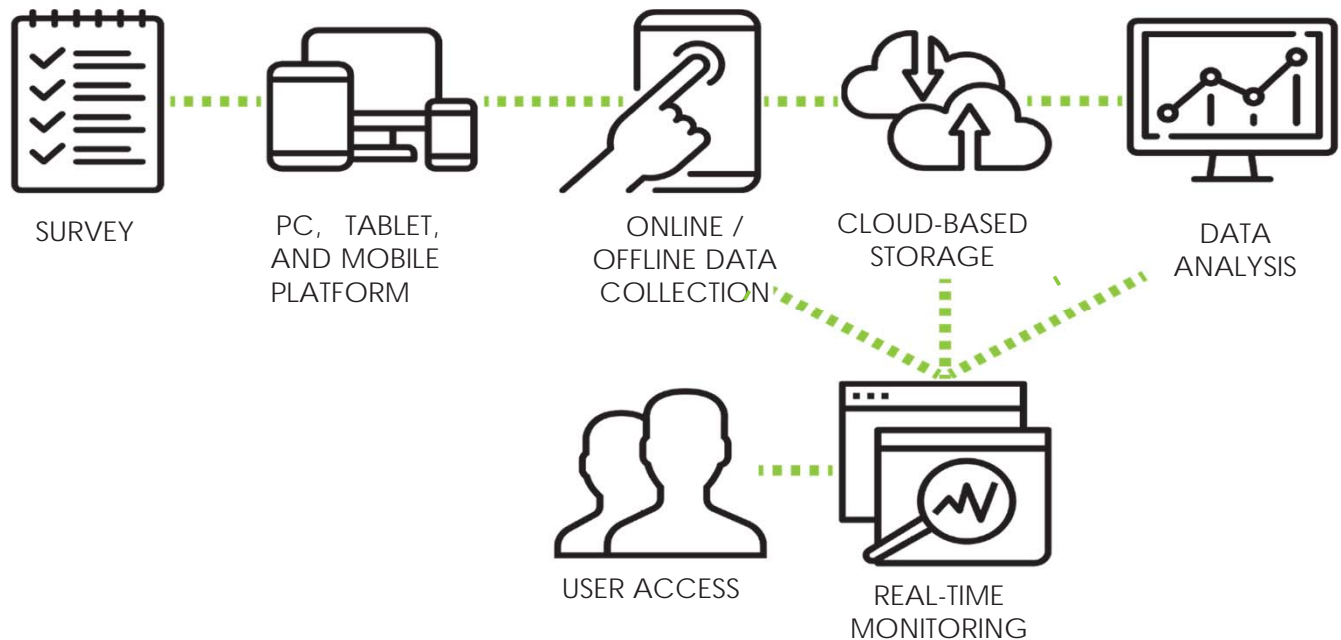 SURVEY
PC, TABLET,
AND MOBILE
PLATFORM
ONLINE /
OFFLINE DATA
COLLECTION
CLOUD-BASED
STORAGE
DATA
ANALYSIS
USER ACCESS
REAL-TIME
MONITORING